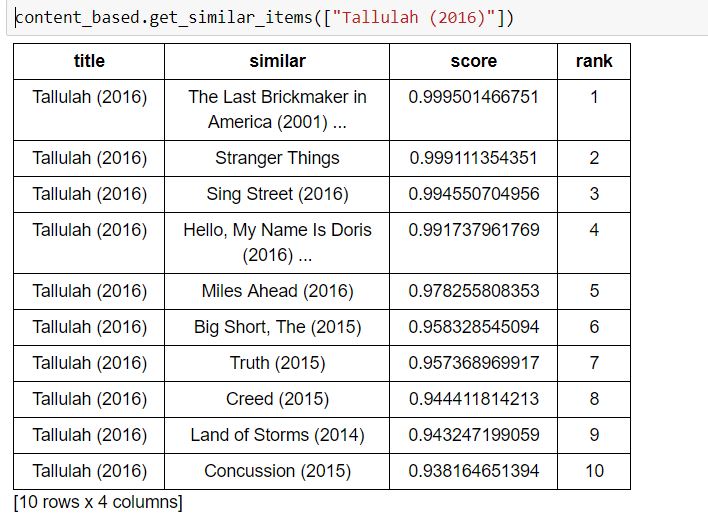 content_based.get_similar_items(["Tallulah (2016)"])
title similar score rank
Tallulah (2016) The Last Brickmaker in America (2001) ... 0.999501466751 1
Tallulah (2016) Stranger Things 0.999111354351 2
Tallulah (2016) Sing Street (2016) 0.994550704956 3
Tallulah (2016) Hello, My Name Is Doris (2016) ... 0.991737961769 4
Tallulah (2016) Miles Ahead (2016) 0.978255808353 5
Tallulah (2016) Big Short, The (2015) 0.958328545094 6
Tallulah (2016) Truth (2015) 0.957368969917 7
Tallulah (2016) Creed (2015) 0.944411814213 8
Tallulah (2016) Land of Storms (2014) 0.943247199059 9
Tallulah (2016) Concussion (2015) 0.938164651394 10
[10 rows x 4 columns]